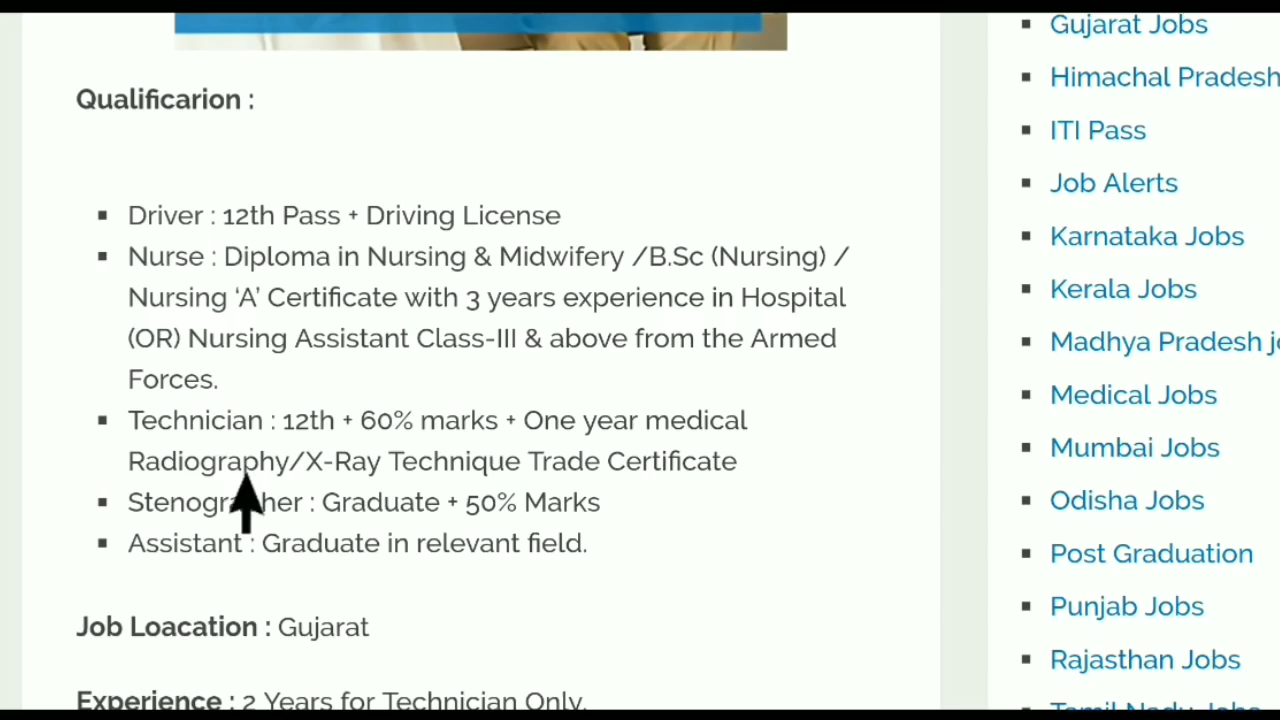 Qualificarion :
Driver : 12th Pass + Driving License
Nurse : Diploma in Nursing & Midwifery /B.Sc (Nursing) /
Nursing ‘A’ Certificate with 3 years experience in Hospital
(OR) Nursing Assistant Class-III & above from the Armed
Forces.
Technician : 12th + 60% marks + One year medical
Radiography/X-Ray Technique Trade Certificate
Stenographer : Graduate + 50% Marks
Assistant : Graduate in relevant field.
Job Loacation : Gujarat
Experience : 2 Years for Technician Only.
Gujarat Jobs
Himachal Pradesh
ITI Pass
Job Alerts
Karnataka Jobs
Kerala Jobs
Madhya Pradesh j
Medical Jobs
Mumbai Jobs
Odisha Jobs
Post Graduation
Punjab Jobs
Rajasthan Jobs
Tamil Nadu Jobs